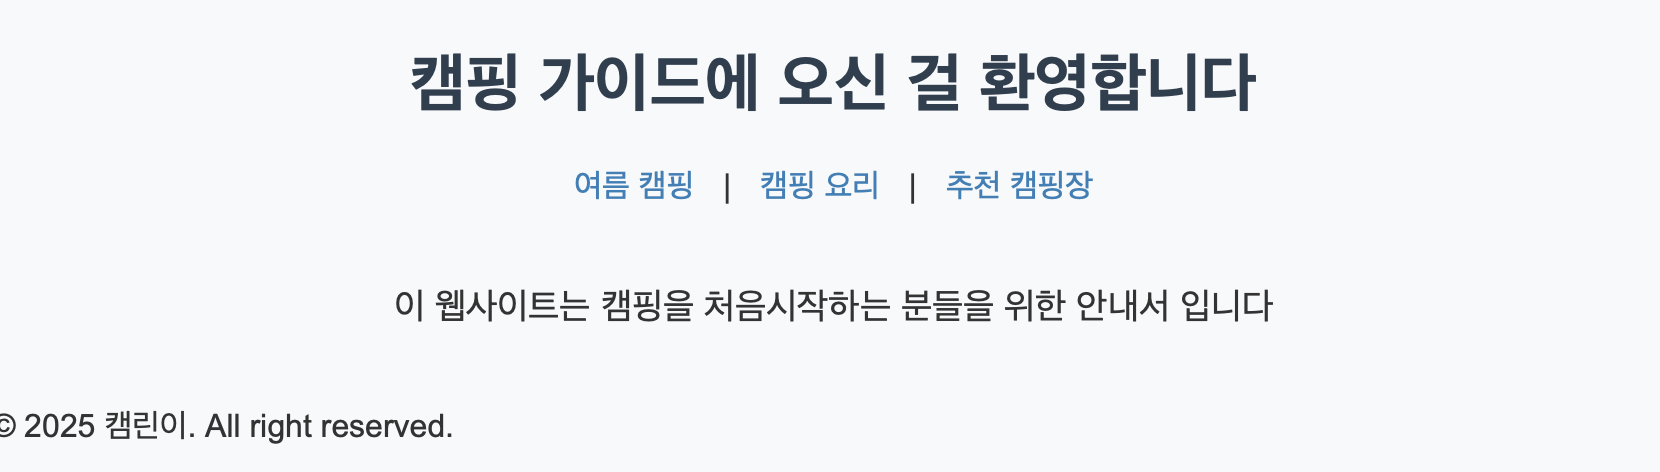 캠핑 가이드에 오신 걸 환영합니다
여름 캠핑 | 캠핑 요리 | 추천 캠핑장
이 웹사이트는 캠핑을 처음시작하는 분들을 위한 안내서 입니다
© 2025 캠린이. All right reserved.